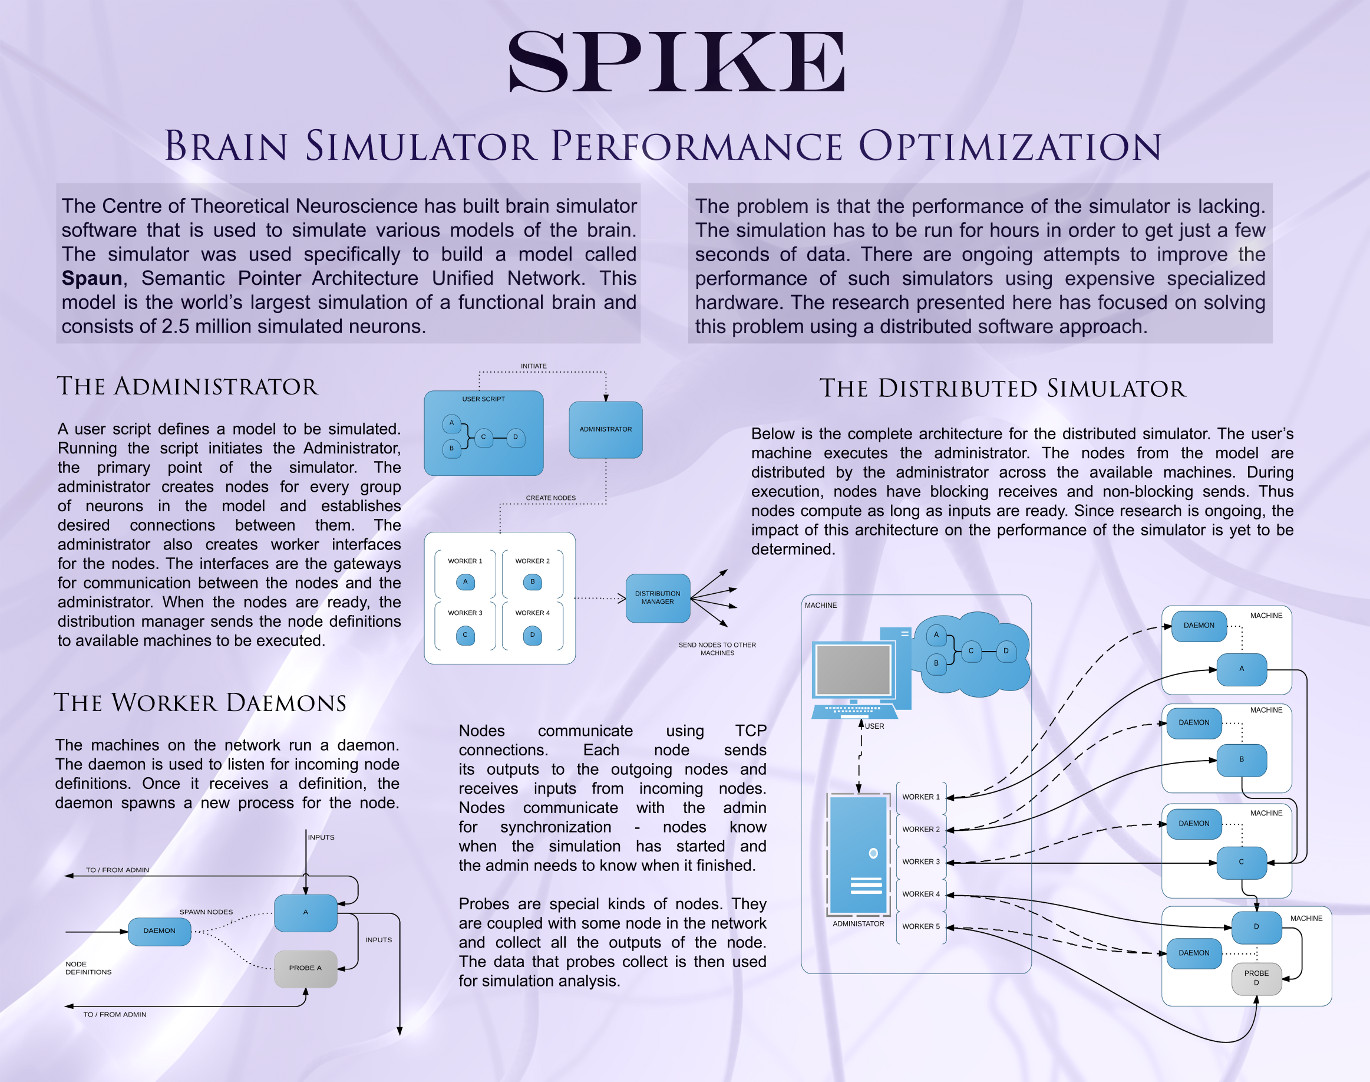 SPIKE
BRAIN SIMULATOR PERFORMANCE OPTIMIZATION
The Centre of Theoretical Neuroscience has built brain simulator
software that is used to simulate various models of the brain.
The simulator was used specifically to build a model called
Spaun, Semantic Pointer Architecture Unified Network. This
model is the world's largest simulation of a functional brain and
consists of 2.5 million simulated neurons.
The problem is that the performance of the simulator is lacking.
The simulation has to be run for hours in order to get just a few
seconds of data. There are ongoing attempts to improve the
performance of such simulators using expensive specialized
hardware. The research presented here has focused on solving
this problem using a distributed software approach.
THE ADMINISTRATOR
A user script defines a model to be simulated.
Running the script initiates the Administrator,
the primary point of the simulator. The
administrator creates nodes for every group
of neurons in the model and establishes
desired connections between them. The
administrator also creates worker interfaces
for the nodes. The interfaces are the gateways
for communication between the nodes and the
administrator. When the nodes are ready, the
distribution manager sends the node definitions
to available machines to be executed.
INITIATE
USER SCRIPT
A
B
C
D
ADMINISTRATOR
CREATE NODES
WORKER 1
A
WORKER 2
B
WORKER 3
C
WORKER 4
D
DISTRIBUTION
MANAGER
SEND NODES TO OTHER
MACHINES
THE DISTRIBUTED SIMULATOR
Below is the complete architecture for the distributed simulator. The user's
machine executes the administrator. The nodes from the model are
distributed by the administrator across the available machines. During
execution, nodes have blocking receives and non-blocking sends. Thus
nodes compute as long as inputs are ready. Since research is ongoing, the
impact of this architecture on the performance of the simulator is yet to be
determined.
THE WORKER DAEMONS
The machines on the network run a daemon.
The daemon is used to listen for incoming node
definitions. Once it receives a definition, the
daemon spawns a new process for the node.
INPUTS
TO / FROM ADMIN
SPAWN NODES
A
DAEMON
INPUTS
NODE
DEFINITIONS
PROBE A
TO / FROM ADMIN
Nodes communicate using TCP
connections. Each node sends
its outputs to the outgoing nodes and
receives inputs from incoming nodes.
Nodes communicate with the admin
for synchronization - nodes know
when the simulation has started and
the admin needs to know when it finished.
Probes are special kinds of nodes. They
are coupled with some node in the network
and collect all the outputs of the node.
The data that probes collect is then used
for simulation analysis.
MACHINE
A
B
C
D
USER
WORKER 1
WORKER 2
WORKER 3
WORKER 4
WORKER 5
ADMINISTATOR
MACHINE
DAEMON
A
MACHINE
DAEMON
B
MACHINE
DAEMON
C
MACHINE
D
DAEMON
PROBE
D